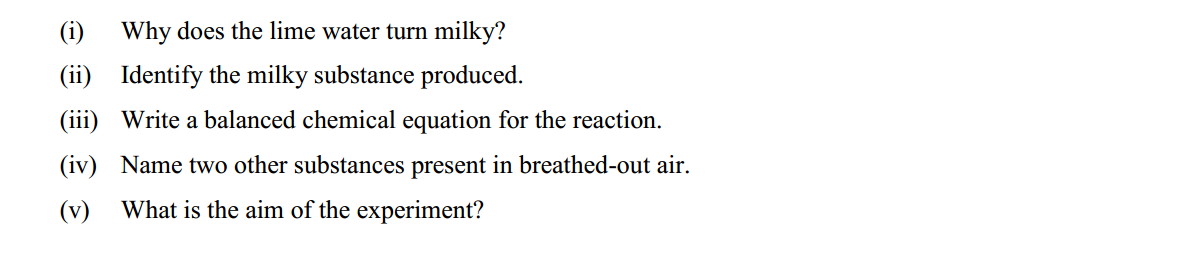 (i) Why does the lime water turn milky?
(ii) Identify the milky substance produced.
(iii) Write a balanced chemical equation for the reaction.
(iv) Name two other substances present in breathed-out air.
(v) What is the aim of the experiment?